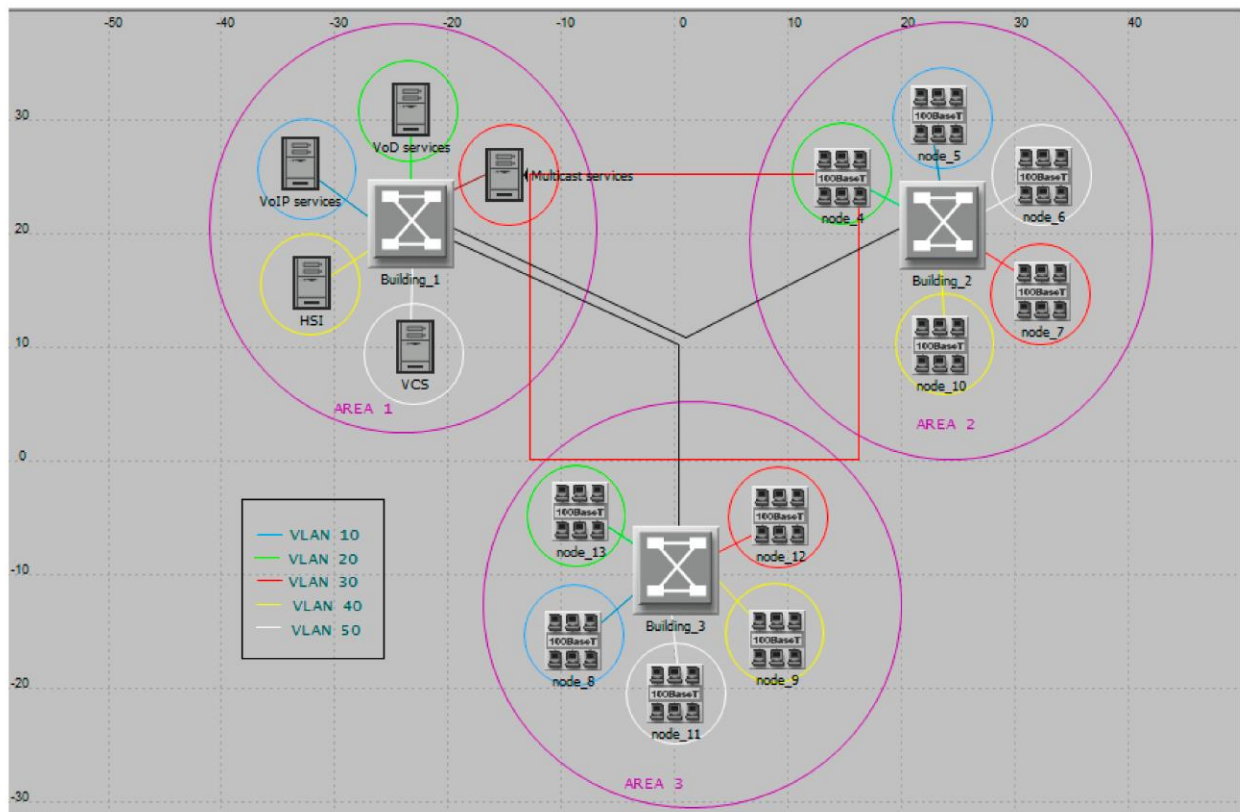 -50 -40 -30 -20 -10 0 10 20 30 40
30
20
10
0
-10
-20
-30
VoD services
VoIP services
Multicast services
HSI
Building_1
VCS
AREA 1
100BaseT
node_5
100BaseT
node_4
100BaseT
node_6
Building_2
100BaseT
node_7
100BaseT
node_10
AREA 2
100BaseT
node_13
100BaseT
node_12
Building_3
100BaseT
node_8
100BaseT
node_9
100BaseT
node_11
AREA 3
VLAN 10
VLAN 20
VLAN 30
VLAN 40
VLAN 50